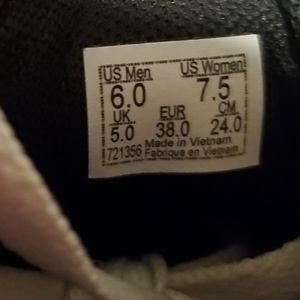 US Men US Women
6.0 7.5
UK EUR CM
5.0 38.0 24.0
Made in Vietnam
721356 Fabrique en Vietnam